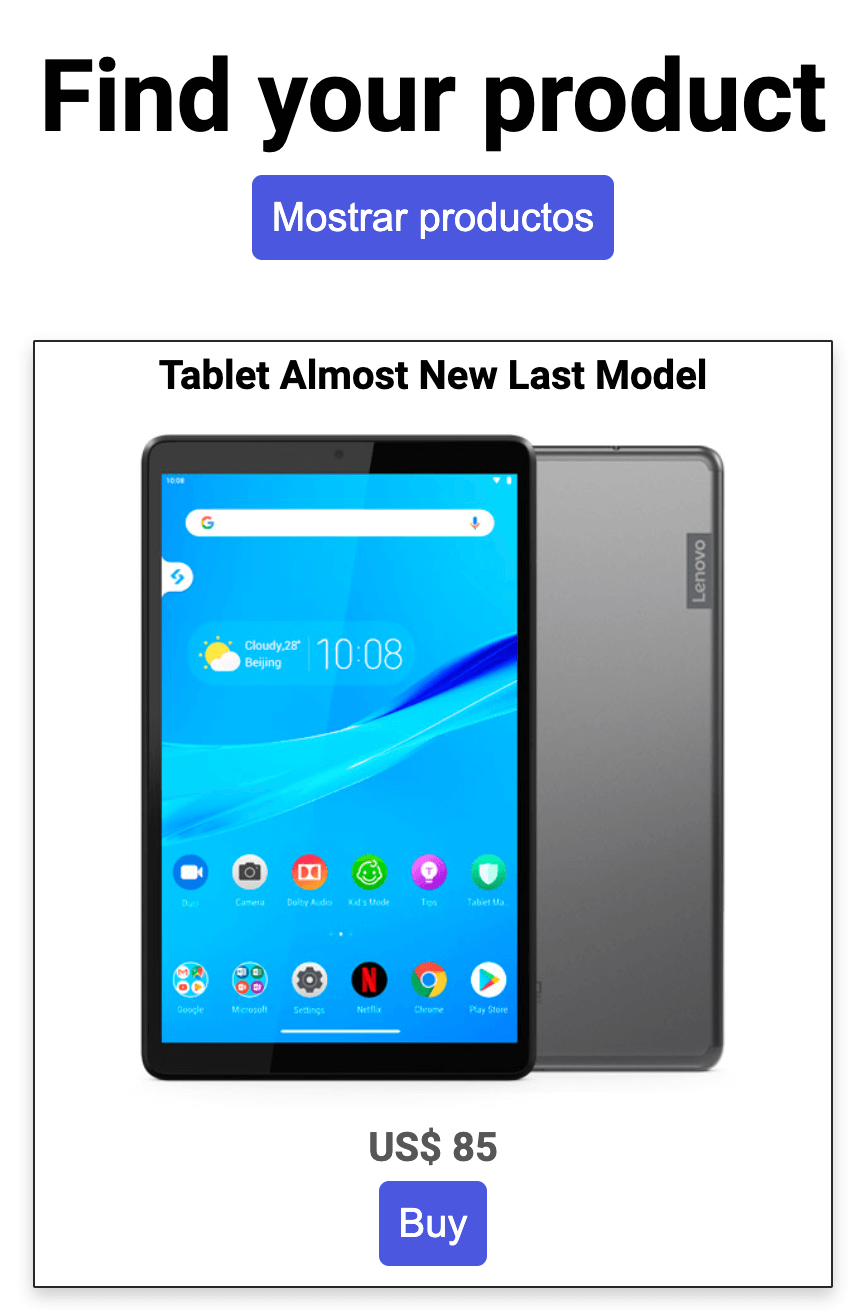 Find your product
Mostrar productos
Tablet Almost New Last Model
10:08
Lenovo
Cloudy,28°
Beijing
10:08
Duo
Camera
Dolby Audio
Kid's Mode
Tips
Tablet Ma..
Google
Microsoft
Settings
Netflix
Chrome
Play Store
US$ 85
Buy